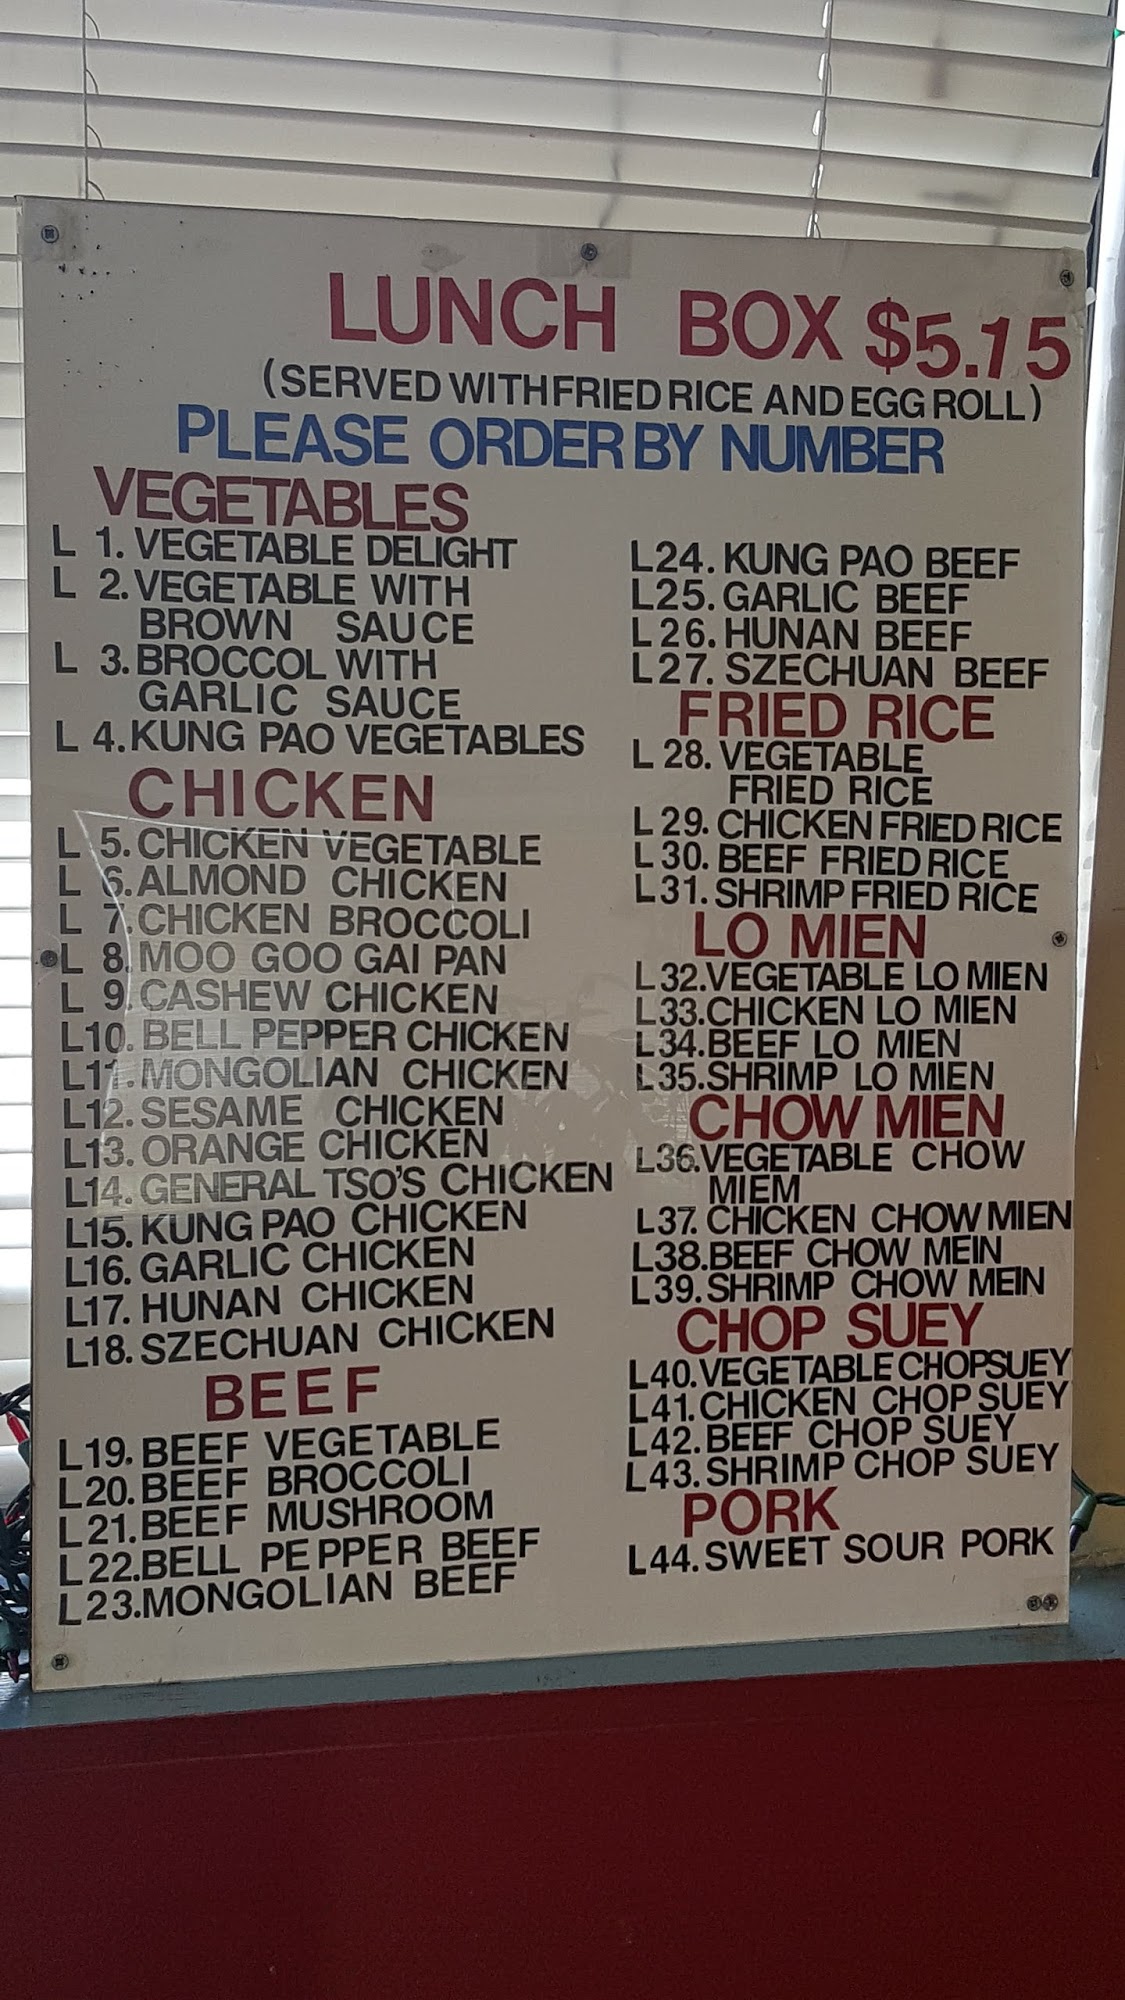 LUNCH BOX $5.15
(SERVED WITH FRIED RICE AND EGG ROLL)
PLEASE ORDER BY NUMBER
VEGETABLES
L 1. VEGETABLE DELIGHT
L 2. VEGETABLE WITH
BROWN SAUCE
L 3. BROCCOL WITH
GARLIC SAUCE
L 4. KUNG PAO VEGETABLES
CHICKEN
L 5. CHICKEN VEGETABLE
L 6. ALMOND CHICKEN
L 7. CHICKEN BROCCOLI
L 8. MOO GOO GAI PAN
L 9. CASHEW CHICKEN
L10. BELL PEPPER CHICKEN
L11. MONGOLIAN CHICKEN
L12. SESAME CHICKEN
L13. ORANGE CHICKEN
L14. GENERAL TSO'S CHICKEN
L15. KUNG PAO CHICKEN
L16. GARLIC CHICKEN
L17. HUNAN CHICKEN
L18. SZECHUAN CHICKEN
BEEF
L19. BEEF VEGETABLE
L20. BEEF BROCCOLI
L21. BEEF MUSHROOM
L22. BELL PEPPER BEEF
L23. MONGOLIAN BEEF
L24. KUNG PAO BEEF
L25. GARLIC BEEF
L26. HUNAN BEEF
L27. SZECHUAN BEEF
FRIED RICE
L28. VEGETABLE
FRIED RICE
L29. CHICKEN FRIED RICE
L30. BEEF FRIED RICE
L31. SHRIMP FRIED RICE
LO MIEN
L32. VEGETABLE LO MIEN
L33. CHICKEN LO MIEN
L34. BEEF LO MIEN
L35. SHRIMP LO MIEN
CHOW MIEN
L36. VEGETABLE CHOW
MIEM
L37. CHICKEN CHOW MIEN
L38. BEEF CHOW MEIN
L39. SHRIMP CHOW MEIN
CHOP SUEY
L40. VEGETABLE CHOPSUEY
L41. CHICKEN CHOP SUEY
L42. BEEF CHOP SUEY
L43. SHRIMP CHOP SUEY
PORK
L44. SWEET SOUR PORK